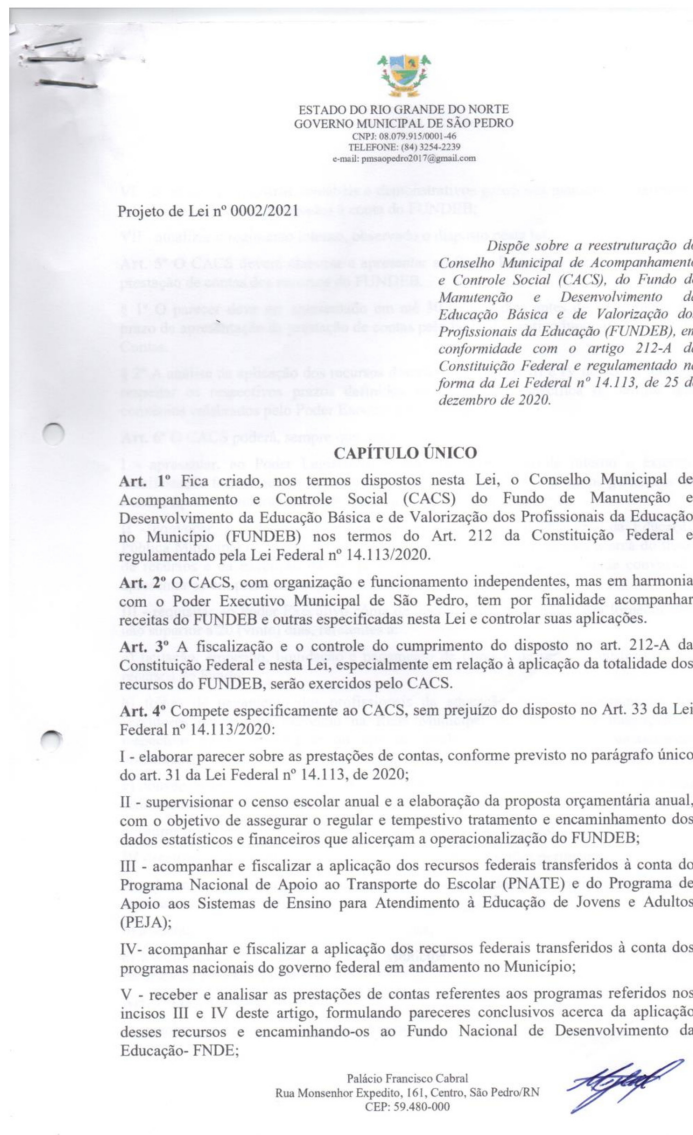 ESTADO DO RIO GRANDE DO NORTE
GOVERNO MUNICIPAL DE SÃO PEDRO
CNPJ: 08.079.915/0001-46
TELEFONE: (84) 3254-2239
e-mail: pmsaopedro2017@gmail.com
Projeto de Lei nº 0002/2021
Dispõe sobre a reestruturação d
Conselho Municipal de Acompanhament
e Controle Social (CACS), do Fundo d
Manutenção e Desenvolvimento d
Educação Básica e de Valorização do
Profissionais da Educação (FUNDEB), e
conformidade com o artigo 212-A d
Constituição Federal e regulamentado n
forma da Lei Federal nº 14.113, de 25 d
dezembro de 2020.
CAPÍTULO ÚNICO
Art. 1º Fica criado, nos termos dispostos nesta Lei, o Conselho Municipal de
Acompanhamento e Controle Social (CACS) do Fundo de Manutenção e
Desenvolvimento da Educação Básica e de Valorização dos Profissionais da Educação
no Município (FUNDEB) nos termos do Art. 212 da Constituição Federal e
regulamentado pela Lei Federal nº 14.113/2020.
Art. 2º O CACS, com organização e funcionamento independentes, mas em harmonia
com o Poder Executivo Municipal de São Pedro, tem por finalidade acompanhar
receitas do FUNDEB e outras especificadas nesta Lei e controlar suas aplicações.
Art. 3º A fiscalização e o controle do cumprimento do disposto no art. 212-A da
Constituição Federal e nesta Lei, especialmente em relação à aplicação da totalidade dos
recursos do FUNDEB, serão exercidos pelo CACS.
Art. 4º Compete especificamente ao CACS, sem prejuízo do disposto no Art. 33 da Lei
Federal nº 14.113/2020:
I - elaborar parecer sobre as prestações de contas, conforme previsto no parágrafo único
do art. 31 da Lei Federal nº 14.113, de 2020;
II - supervisionar o censo escolar anual e a elaboração da proposta orçamentária anual,
com o objetivo de assegurar o regular e tempestivo tratamento e encaminhamento dos
dados estatísticos e financeiros que alicerçam a operacionalização do FUNDEB;
III - acompanhar e fiscalizar a aplicação dos recursos federais transferidos à conta do
Programa Nacional de Apoio ao Transporte do Escolar (PNATE) e do Programa de
Apoio aos Sistemas de Ensino para Atendimento à Educação de Jovens e Adultos
(PEJA);
IV- acompanhar e fiscalizar a aplicação dos recursos federais transferidos à conta dos
programas nacionais do governo federal em andamento no Município;
V - receber e analisar as prestações de contas referentes aos programas referidos nos
incisos III e IV deste artigo, formulando pareceres conclusivos acerca da aplicação
desses recursos e encaminhando-os ao Fundo Nacional de Desenvolvimento da
Educação- FNDE;
Palácio Francisco Cabral
Rua Monsenhor Expedito, 161, Centro, São Pedro/RN
CEP: 59.480-000